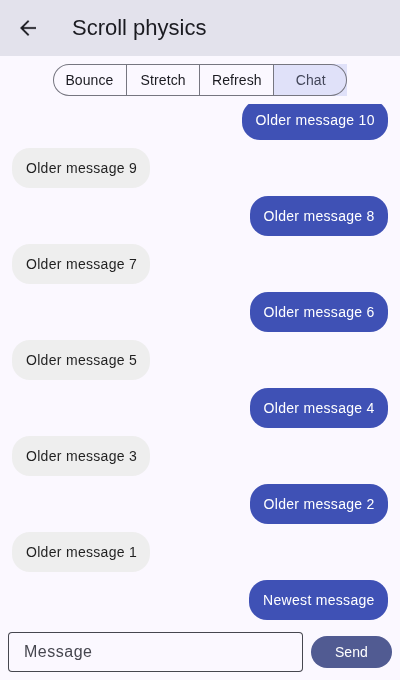 Scroll physics
Bounce Stretch Refresh Chat
Older message 10
Older message 9
Older message 8
Older message 7
Older message 6
Older message 5
Older message 4
Older message 3
Older message 2
Older message 1
Newest message
Message Send